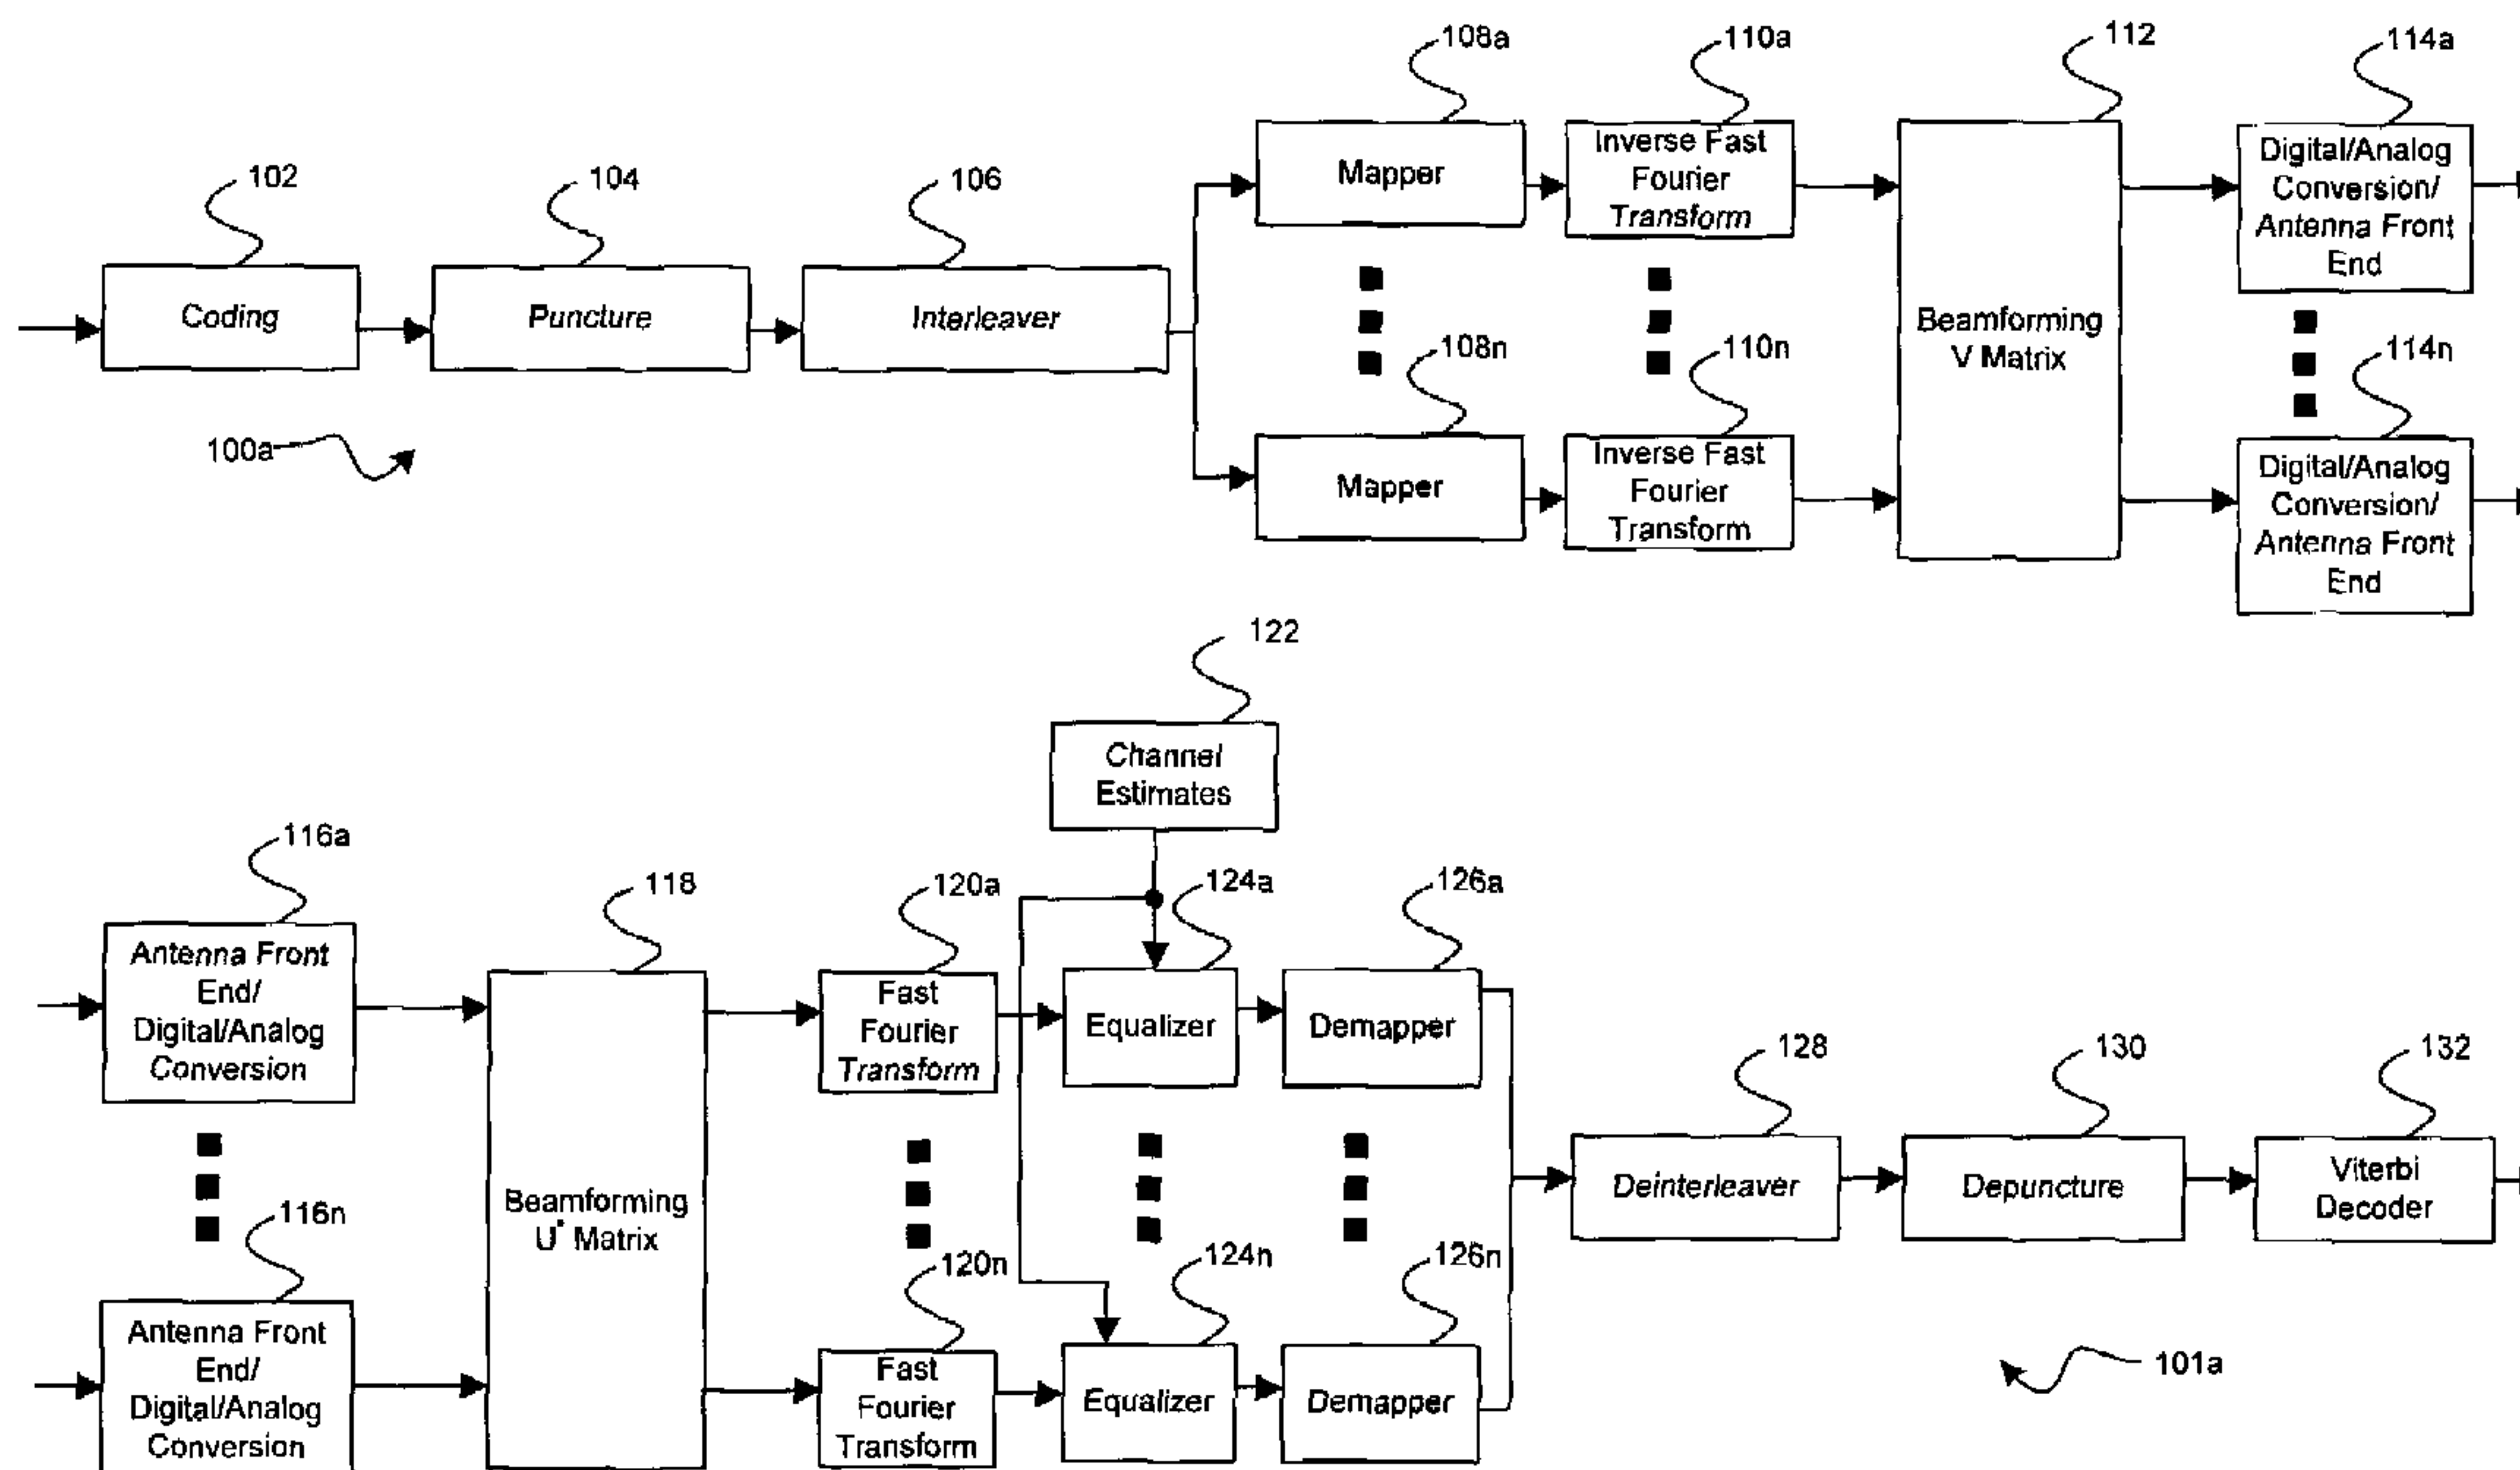 108a
110a
112
114a
102
104
106
Mapper
Inverse Fast
Fourier
Transform
Digital/Analog
Conversion/
Antenna Front
End
Coding
Puncture
Interleaver
Beamforming
V Matrix
108n
110n
114n
100a
Mapper
Inverse Fast
Fourier
Transform
Digital/Analog
Conversion/
Antenna Front
End
122
Channel
Estimates
116a
118
120a
124a
126a
Antenna Front
End/
Digital/Analog
Conversion
Fast
Fourier
Transform
Equalizer
Demapper
128
130
132
Beamforming
U* Matrix
Deinterleaver
Depuncture
Viterbi
Decoder
116n
120n
124n
126n
Antenna Front
End/
Digital/Analog
Conversion
Fast
Fourier
Transform
Equalizer
Demapper
101a